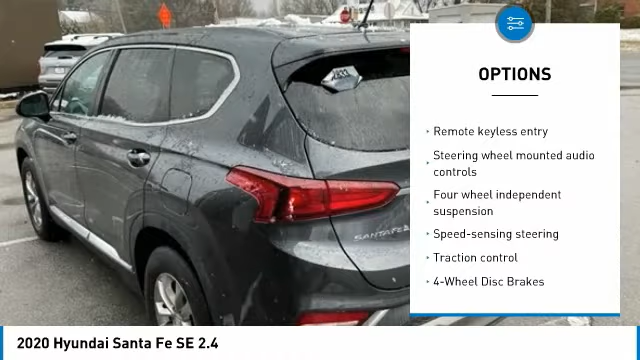 OPTIONS
Remote keyless entry
Steering wheel mounted audio
controls
Four wheel independent
suspension
Speed-sensing steering
Traction control
4-Wheel Disc Brakes
SANTA FE
2020 Hyundai Santa Fe SE 2.4